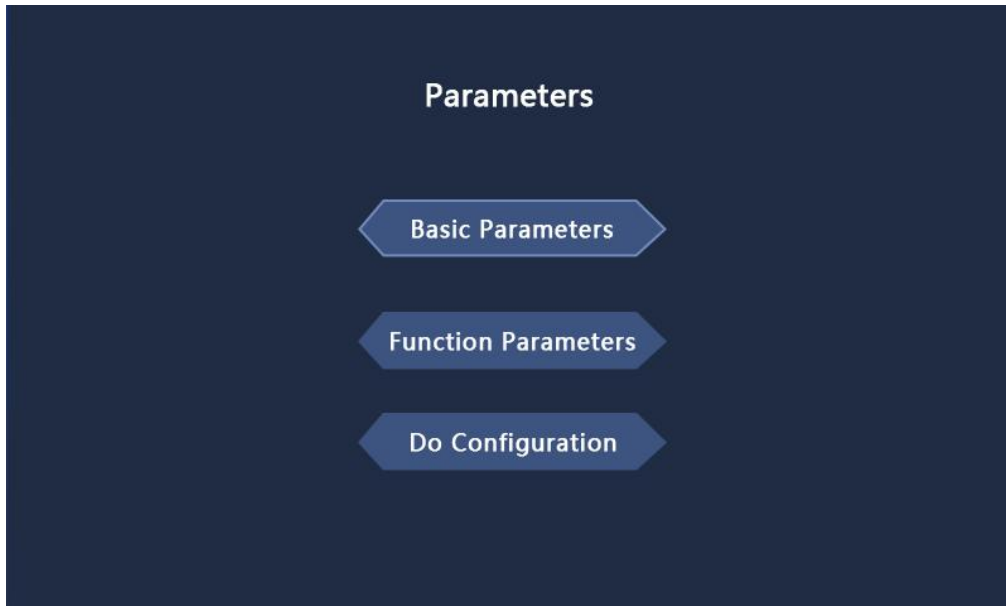 Parameters
Basic Parameters
Function Parameters
Do Configuration